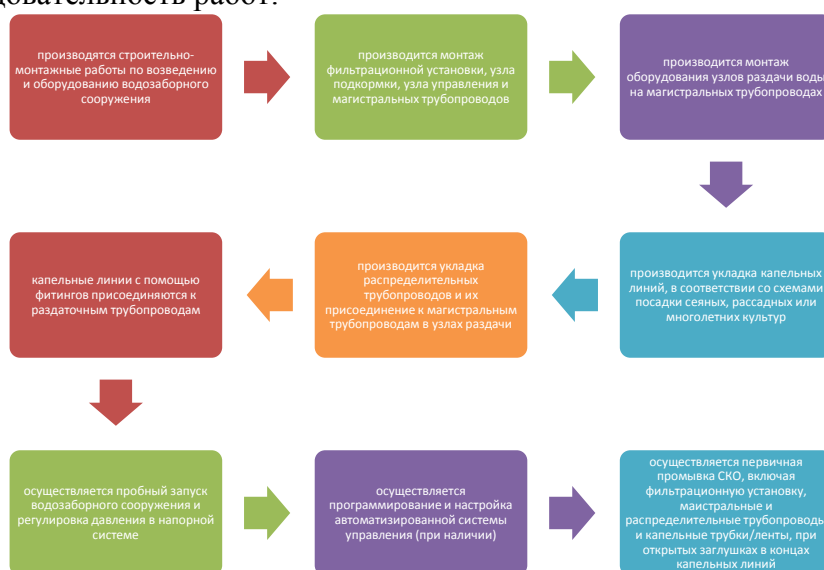 довательность работ:
производятся строительно-
монтажные работы по возведению
и оборудованию водозаборного
сооружения
производится монтаж
фильтрационной установки, узла
подкормки, узла управления и
магистральных трубопроводов
производится монтаж
оборудования узлов раздачи воды
на магистральных трубопроводах
производится укладка капельных
линий, в соответствии со схемами
посадки сеяных, рассадных или
многолетних культур
производится укладка
распределительных
трубопроводов и их
присоединение к магистральным
трубопроводам в узлах раздачи
капельные линии с помощью
фитингов присоединяются к
раздаточным трубопроводам
осуществляется пробный запуск
водозаборного сооружения и
регулировка давления в напорной
системе
осуществляется
программирование и настройка
автоматизированной системы
управления (при наличии)
осуществляется первичная
промывка СКО, включая
фильтрационную установку,
маистральные и
распределительные трубопроводы
и капельные трубки/ленты, при
открытых заглушках в концах
капельных линий